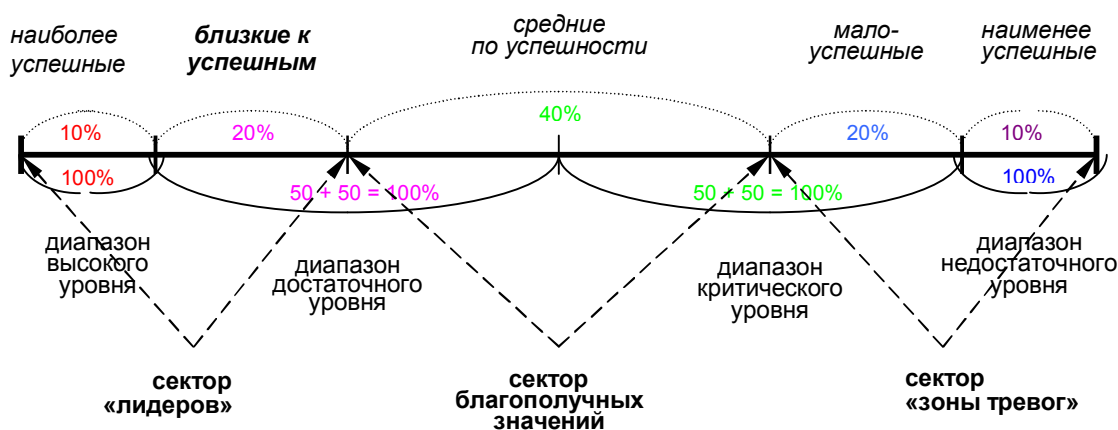 наиболее
успешные
близкие к
успешным
средние
по успешности
мало-
успешные
наименее
успешные
10%
20%
40%
20%
10%
100%
50 + 50 = 100%
50 + 50 = 100%
100%
диапазон
высокого
уровня
диапазон
достаточного
уровня
диапазон
критического
уровня
диапазон
недостаточного
уровня
сектор
«лидеров»
сектор
благополучных
значений
сектор
«зоны тревог»